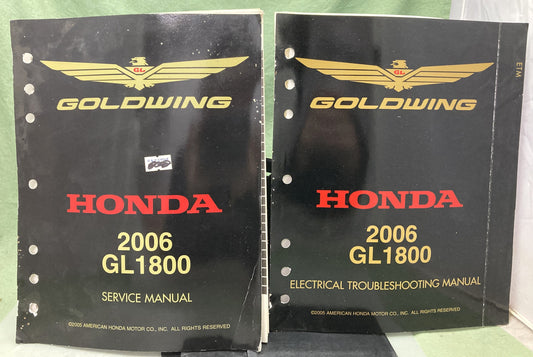 GL
GOLDWING
HONDA
2006
GL1800
SERVICE MANUAL
©2005 AMERICAN HONDA MOTOR CO., INC. ALL RIGHTS RESERVED
ETM
GL
GOLDWING
HONDA
2006
GL1800
ELECTRICAL TROUBLESHOOTING MANUAL
©2005 AMERICAN HONDA MOTOR CO., INC. ALL RIGHTS RESERVED